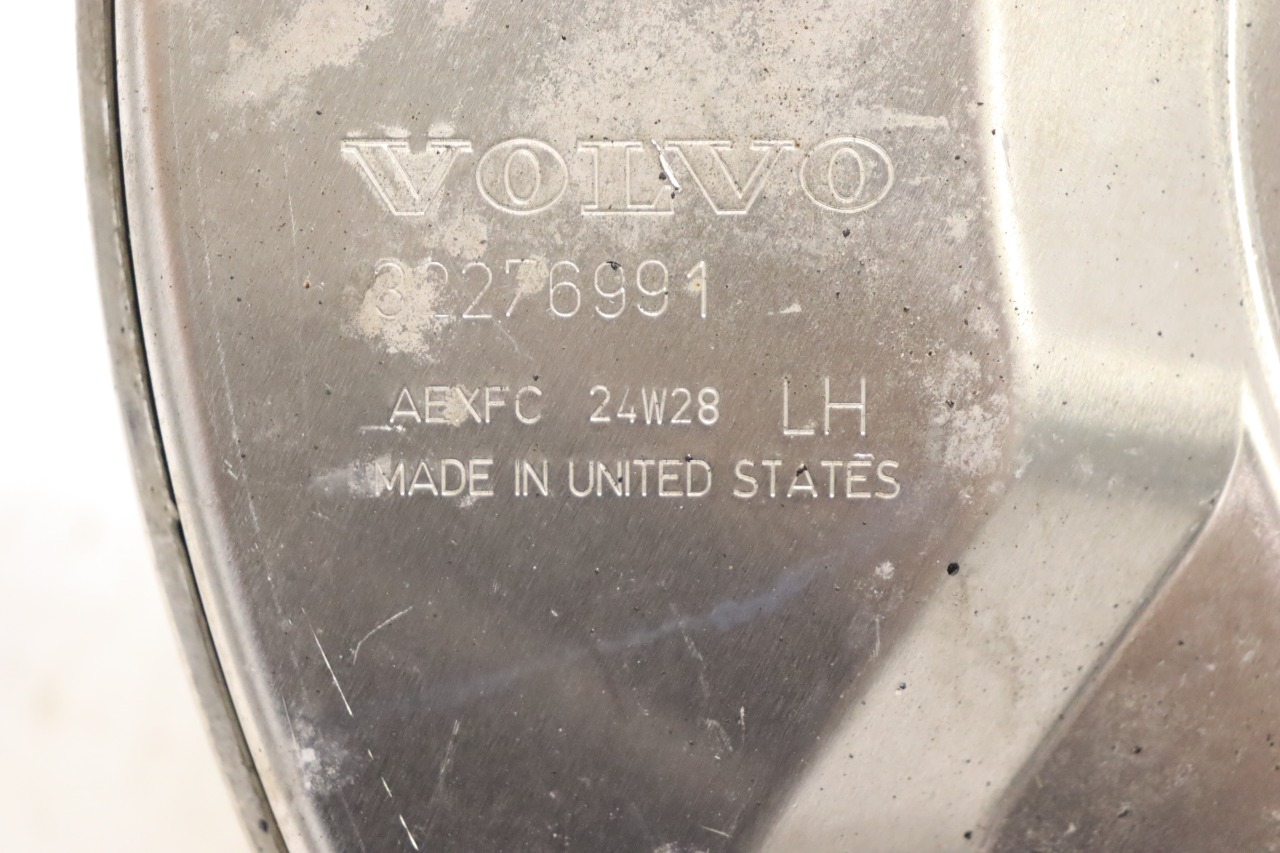 VOLVO
32276991
AEXFC 24W28 LH
MADE IN UNITED STATES